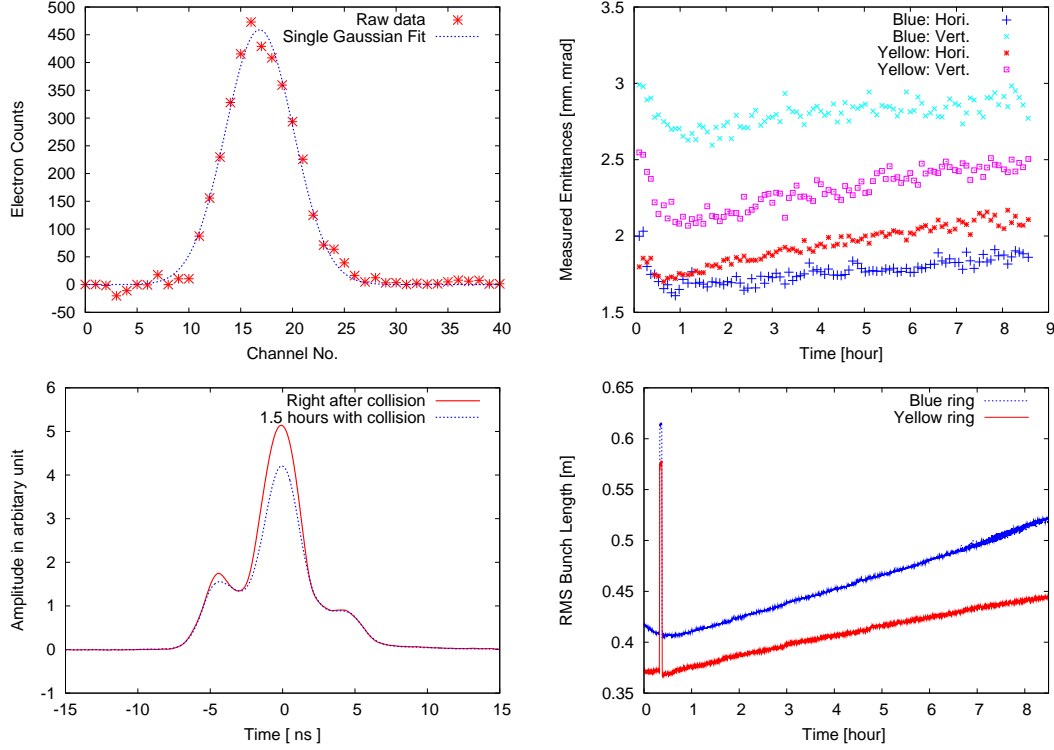 500
450
400
350
300
250
200
150
100
50
0
-50
0 5 10 15 20 25 30 35 40
Electron Counts
Channel No.
Raw data
Single Gaussian Fit
3.5
3
2.5
2
1.5
0 1 2 3 4 5 6 7 8 9
Measured Emittances [mm.mrad]
Time [hour]
Blue: Hori.
Blue: Vert.
Yellow: Hori.
Yellow: Vert.
6
5
4
3
2
1
0
-1
-15 -10 -5 0 5 10 15
Amplitude in arbitary unit
Time [ ns ]
Right after collision
1.5 hours with collision
0.65
0.6
0.55
0.5
0.45
0.4
0.35
0 1 2 3 4 5 6 7 8
RMS Bunch Length [m]
Time [hour]
Blue ring
Yellow ring